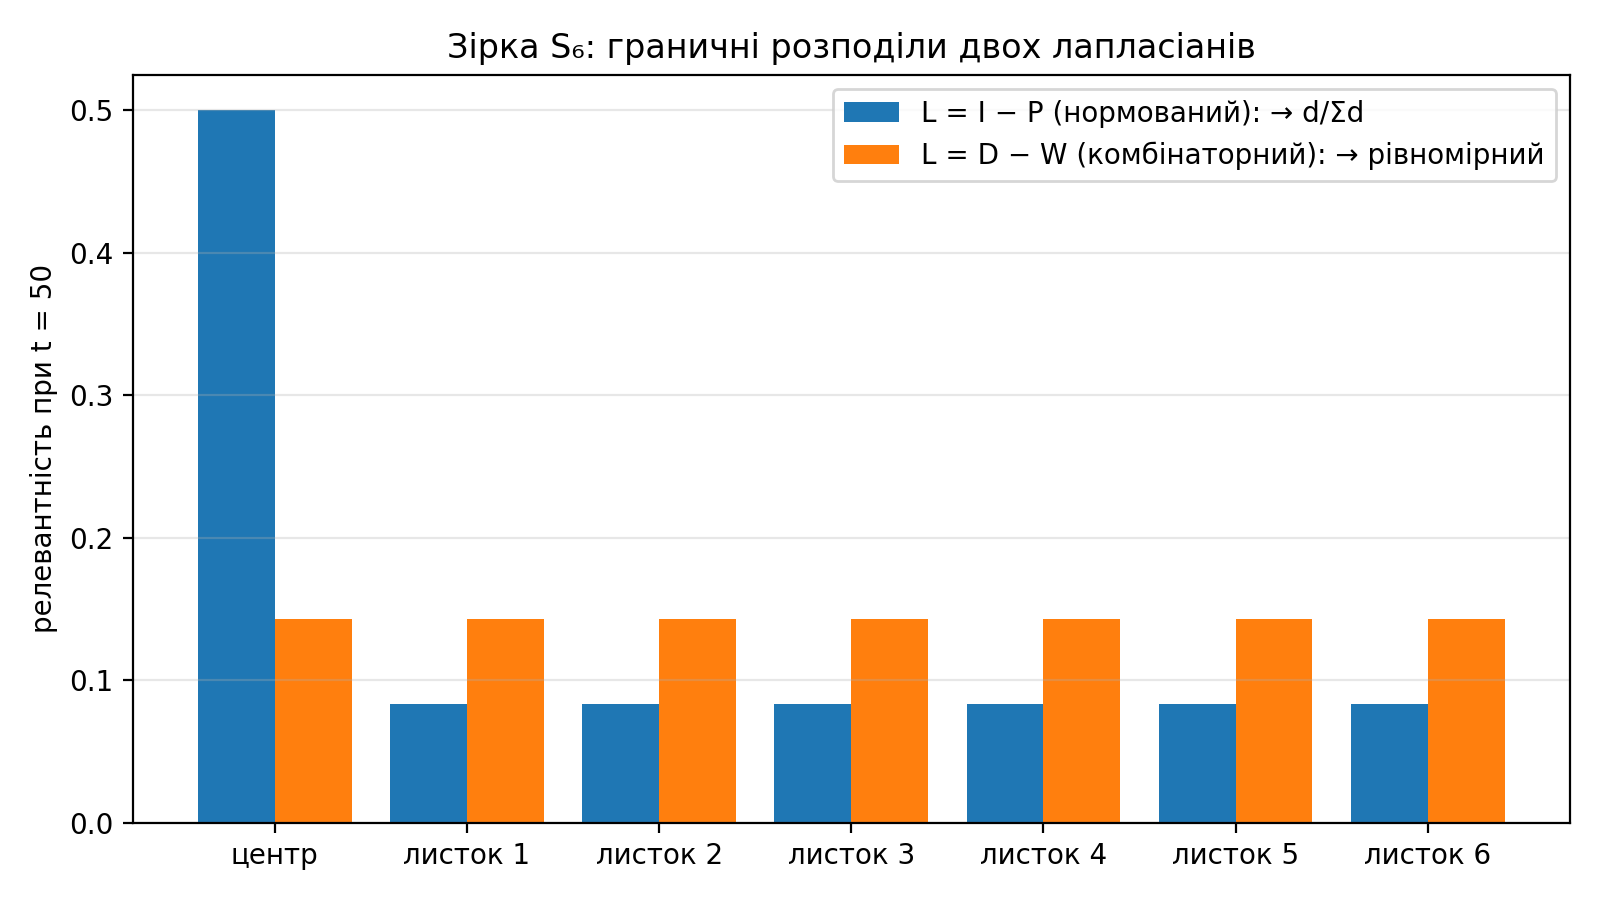 Зірка S₆: граничні розподіли двох лапласіанів
L = I − P (нормований): → d/Σd
L = D − W (комбінаторний): → рівномірний
релевантність при t = 50
0.5
0.4
0.3
0.2
0.1
0.0
центр листок 1 листок 2 листок 3 листок 4 листок 5 листок 6